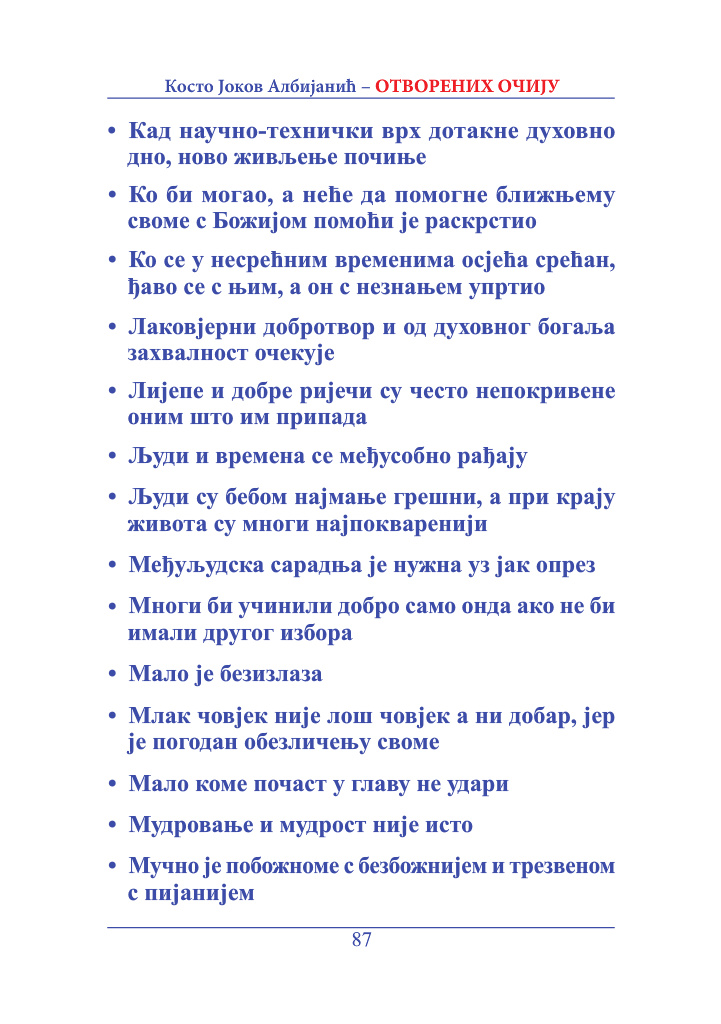 Косто Јоков Албијанић – ОТВОРЕНИХ ОЧИЈУ
• Кад научно-технички врх дотакне духовно
дно, ново живљење почиње
• Ко би могао, а неће да помогне ближњему
своме с Божијом помоћи је раскрстио
• Ко се у несрећним временима осјећа срећан,
ђаво се с њим, а он с незнањем упртио
• Лаковјерни добротвор и од духовног богаља
захвалност очекује
• Лијепе и добре ријечи су често непокривене
оним што им припада
• Људи и времена се међусобно рађају
• Људи су бебом најмање грешни, а при крају
живота су многи најпокваренији
• Међуљудска сарадња је нужна уз јак опрез
• Многи би учинили добро само онда ако не би
имали другог избора
• Мало је безизлаза
• Млак човјек није лош човјек а ни добар, јер
је погодан обезличењу своме
• Мало коме почаст у главу не удари
• Мудровање и мудрост није исто
• Мучно је побожноме с безбожнијем и трезвеном
с пијанијем
87